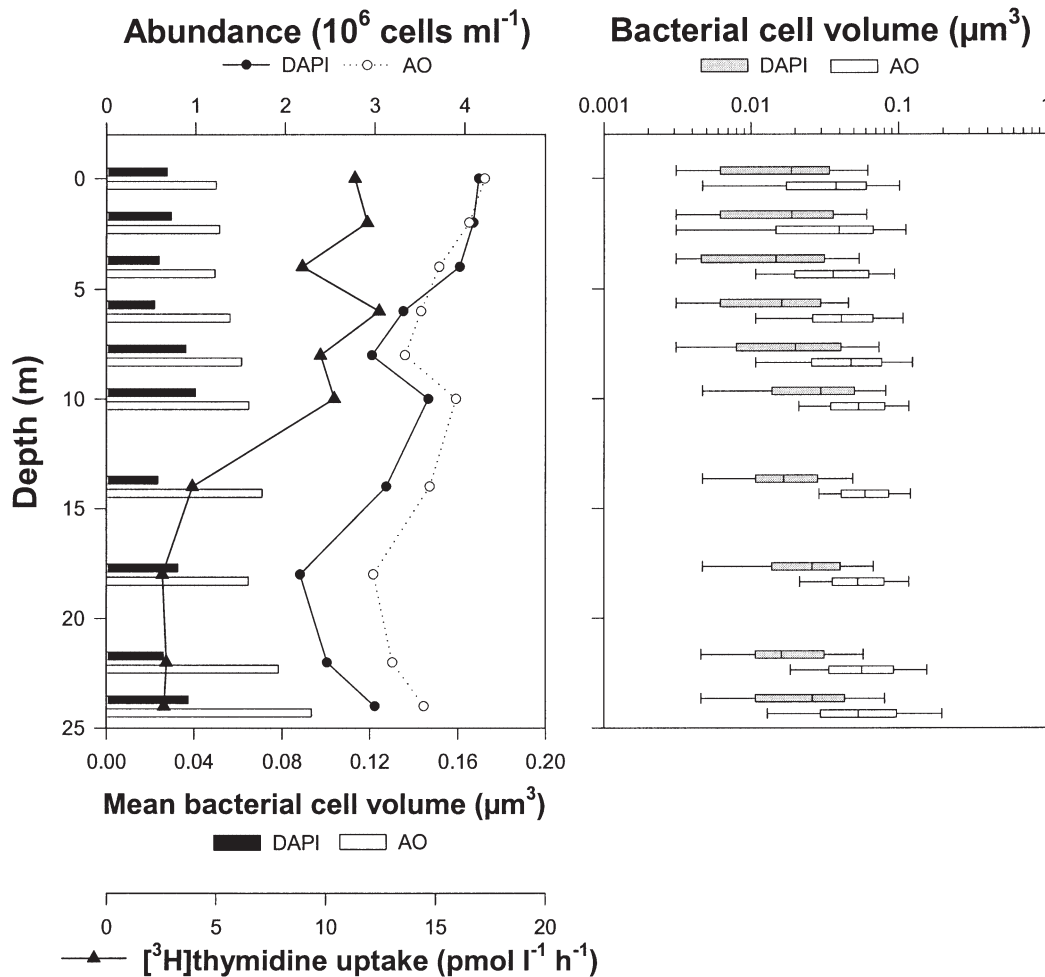 Abundance (10⁶ cells ml⁻¹)
DAPI AO
0 1 2 3 4
Bacterial cell volume (µm³)
DAPI AO
0.001 0.01 0.1 1
Depth (m)
0
5
10
15
20
25
0.00 0.04 0.08 0.12 0.16 0.20
Mean bacterial cell volume (µm³)
DAPI AO
0 5 10 15 20
[³H]thymidine uptake (pmol l⁻¹ h⁻¹)